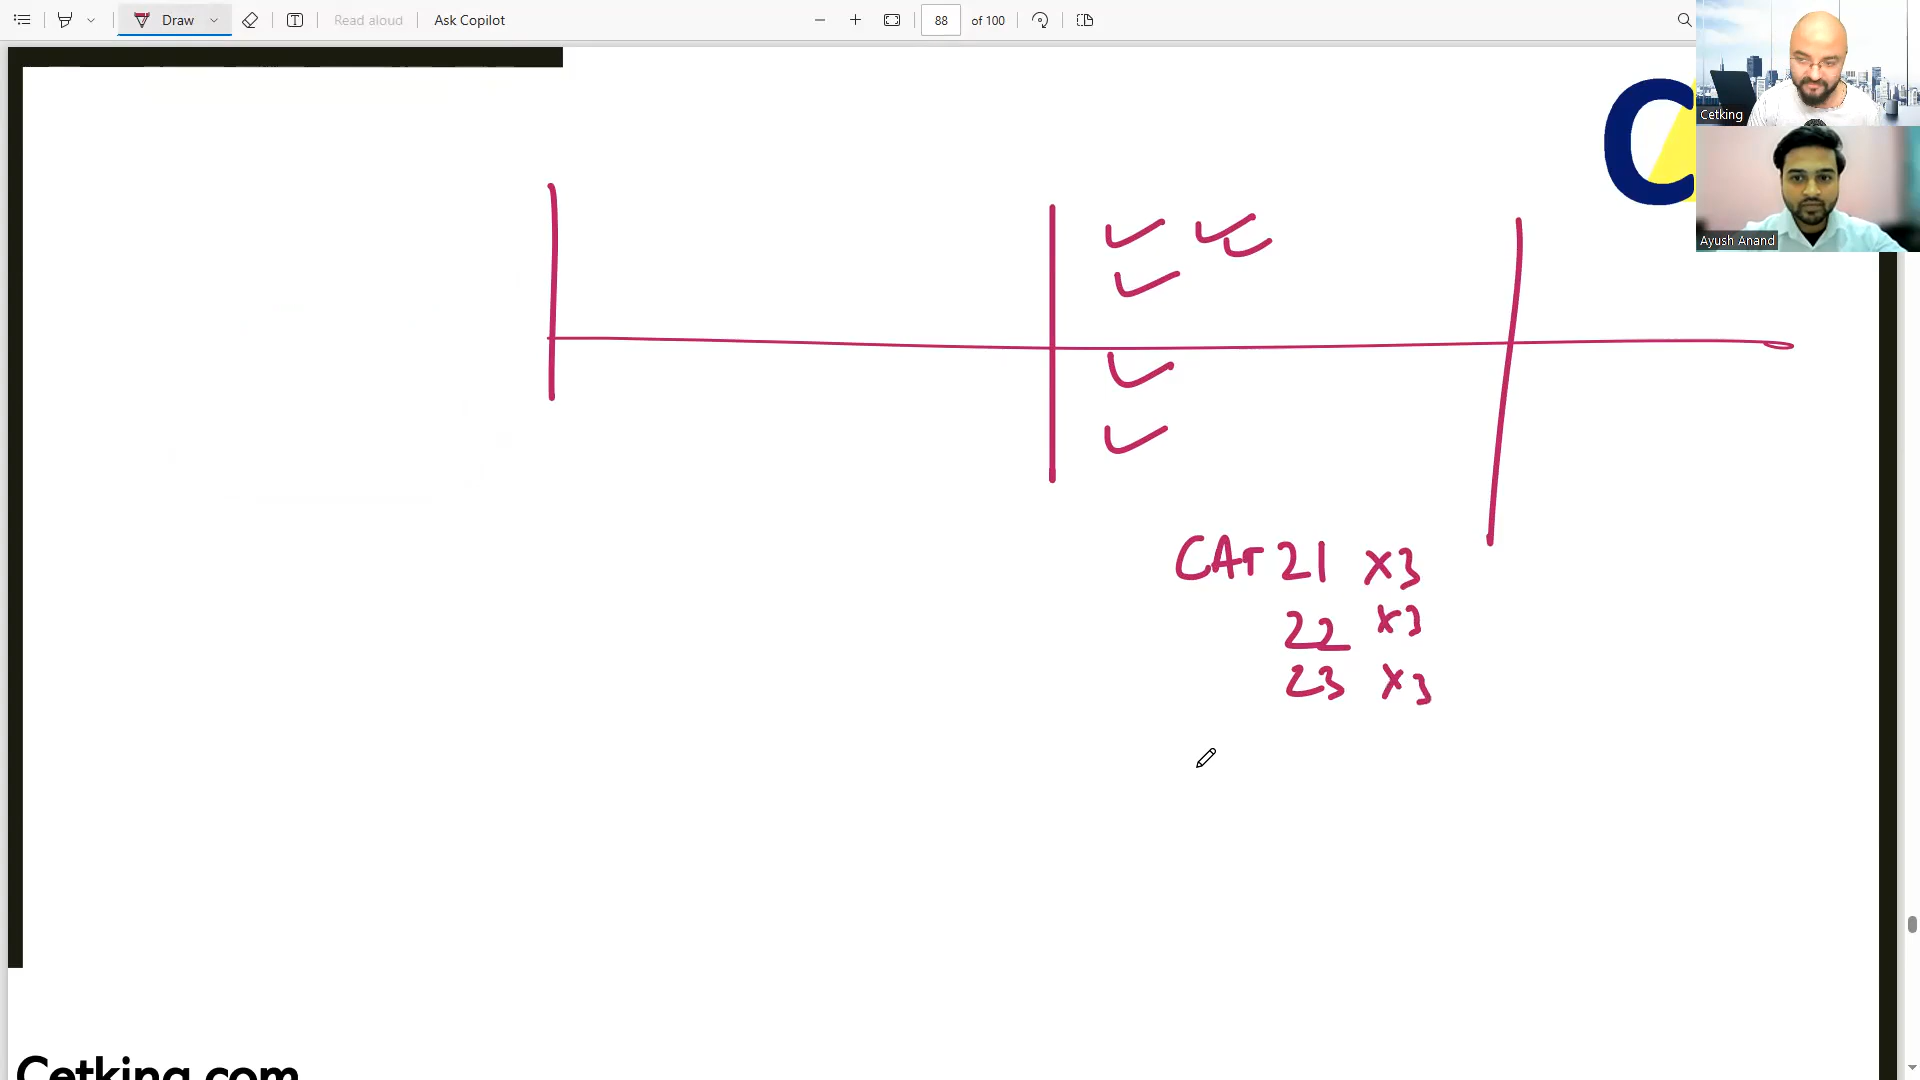 Draw
Read aloud
Ask Copilot
88
of 100
C
Cetking
Ayush Anand
CAT 21 x3
22 x3
23 x3
Cetking.com